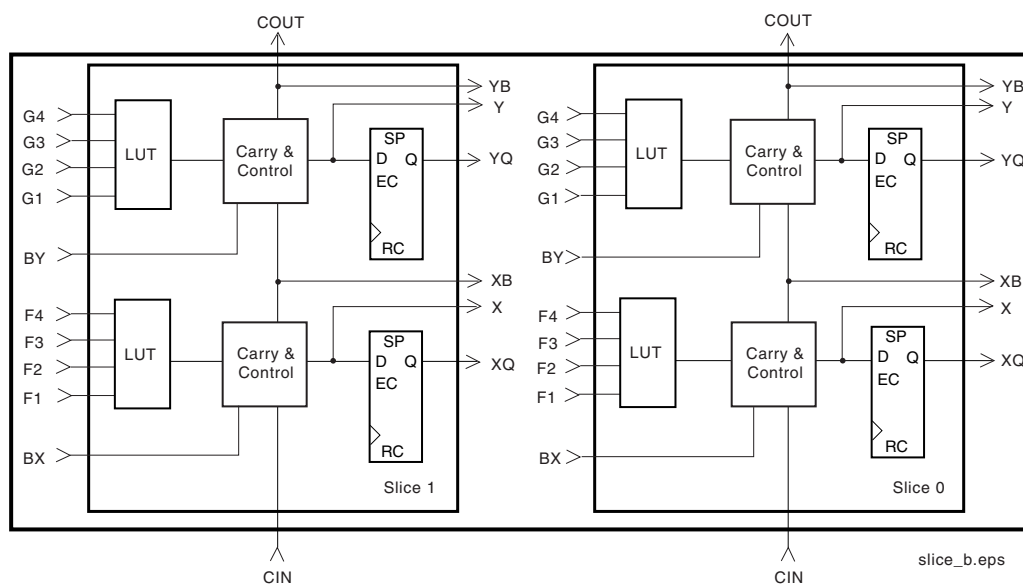 COUT
YB
Y
G4
G3
G2
G1
LUT
Carry &
Control
SP
D Q
EC
RC
YQ
BY
XB
X
F4
F3
F2
F1
LUT
Carry &
Control
SP
D Q
EC
RC
XQ
BX
Slice 1
CIN
COUT
YB
Y
G4
G3
G2
G1
LUT
Carry &
Control
SP
D Q
EC
RC
YQ
BY
XB
X
F4
F3
F2
F1
LUT
Carry &
Control
SP
D Q
EC
RC
XQ
BX
Slice 0
CIN
slice_b.eps